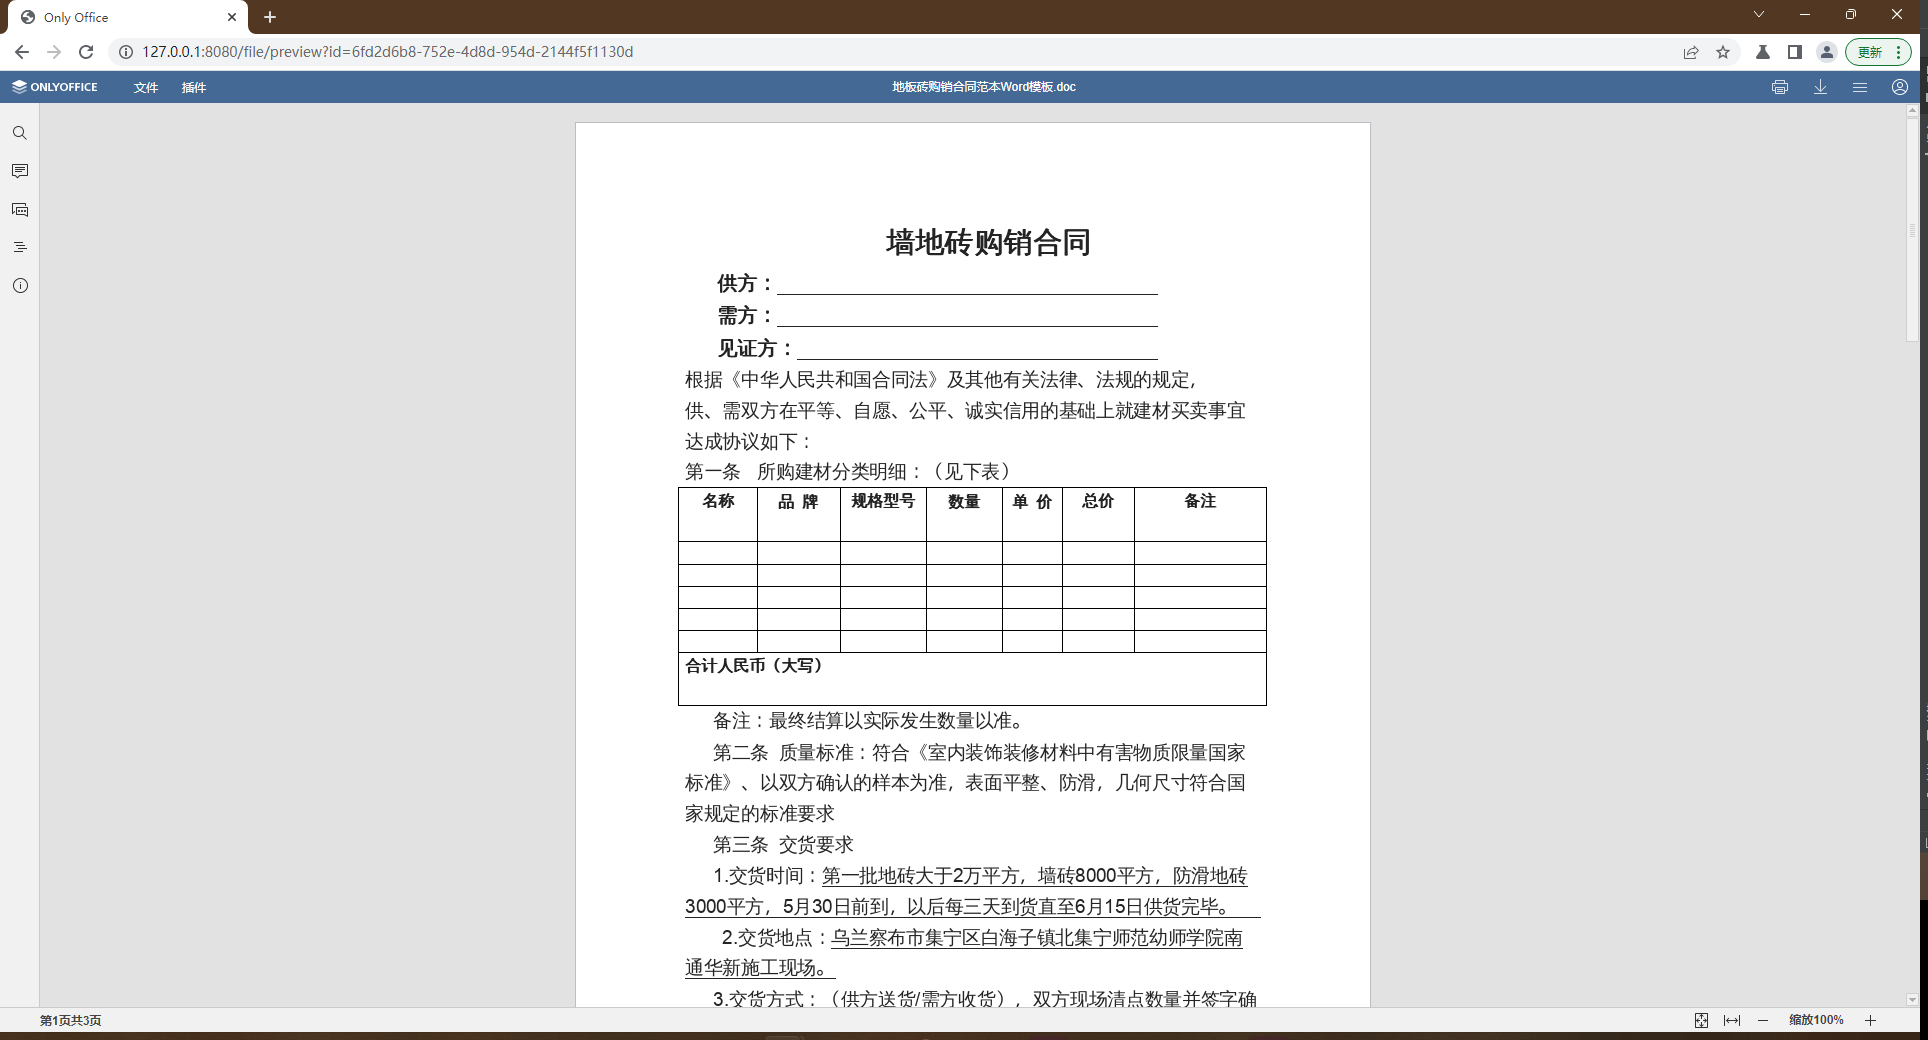 Only Office
127.0.0.1:8080/file/preview?id=6fd2d6b8-752e-4d8d-954d-2144f5f1130d
更新
ONLYOFFICE 文件 插件 地板砖购销合同范本Word模板.doc
墙地砖购销合同
供方：
需方：
见证方：
根据《中华人民共和国合同法》及其他有关法律、法规的规定，
供、需双方在平等、自愿、公平、诚实信用的基础上就建材买卖事宜
达成协议如下：
第一条 所购建材分类明细：（见下表）
名称 品 牌 规格型号 数量 单 价 总价 备注
合计人民币（大写）
备注：最终结算以实际发生数量以准。
第二条 质量标准：符合《室内装饰装修材料中有害物质限量国家
标准》、以双方确认的样本为准，表面平整、防滑，几何尺寸符合国
家规定的标准要求
第三条 交货要求
1.交货时间：第一批地砖大于2万平方，墙砖8000平方，防滑地砖
3000平方，5月30日前到，以后每三天到货直至6月15日供货完毕。
2.交货地点：乌兰察布市集宁区白海子镇北集宁师范幼师学院南
通华新施工现场。
3.交货方式：（供方送货/需方收货），双方现场清点数量并签字确
第1页共3页 缩放100%